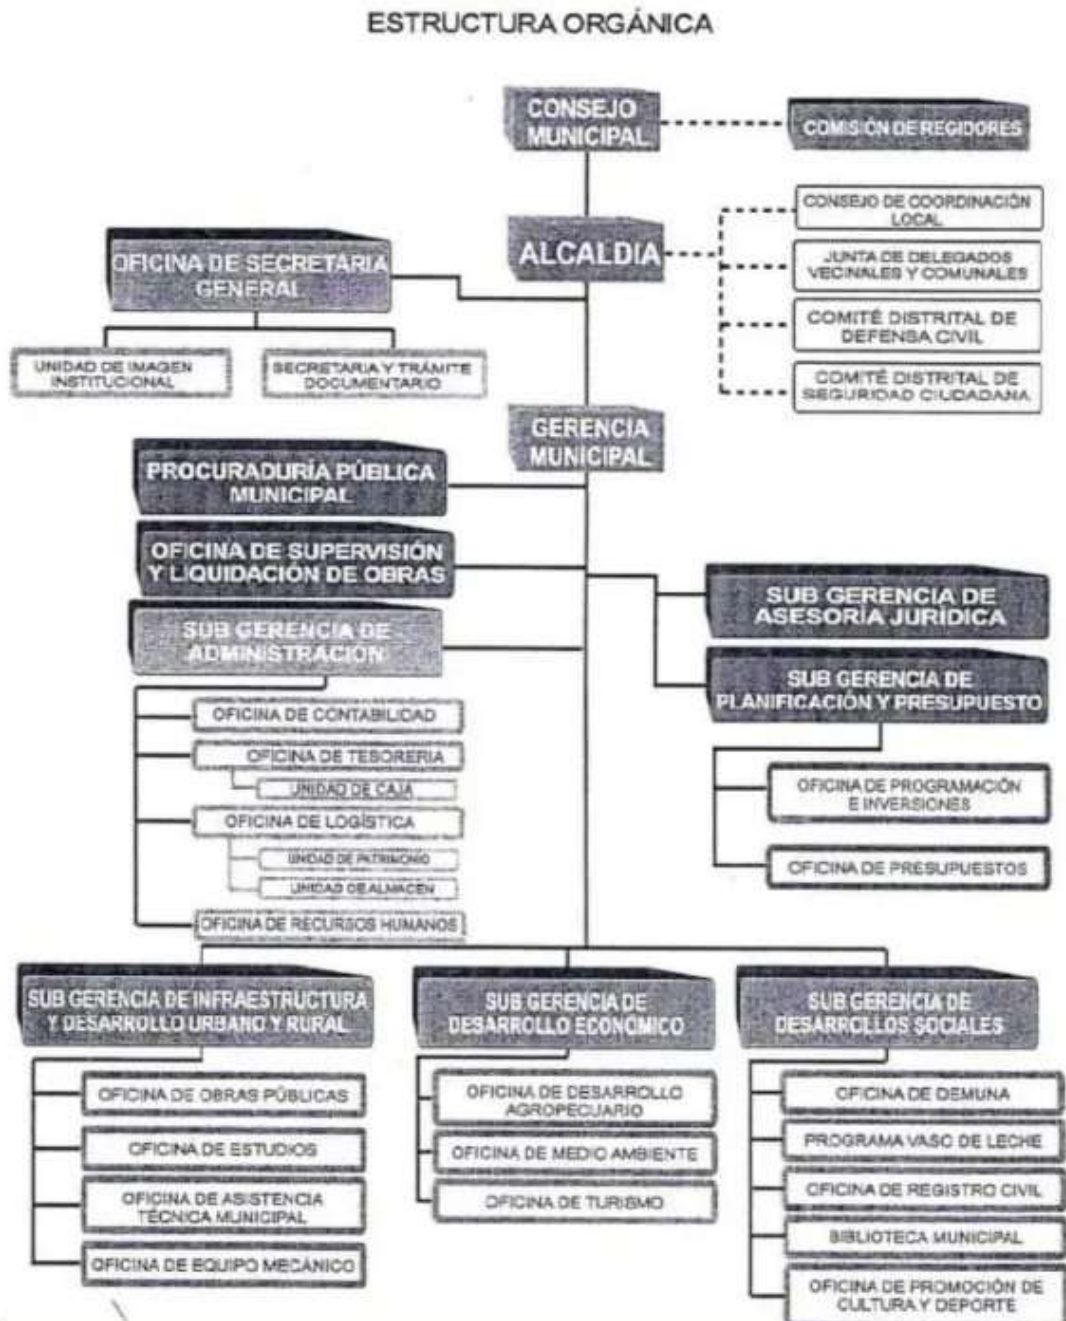 ESTRUCTURA ORGÁNICA
CONSEJO
MUNICIPAL
COMISIÓN DE REGIDORES
ALCALDIA
CONSEJO DE COORDINACIÓN
LOCAL
JUNTA DE DELEGADOS
VECINALES Y COMUNALES
COMITÉ DISTRITAL DE
DEFENSA CIVIL
COMITÉ DISTRITAL DE
SEGURIDAD CIUDADANA
OFICINA DE SECRETARIA
GENERAL
UNIDAD DE IMAGEN
INSTITUCIONAL
SECRETARIA Y TRÁMITE
DOCUMENTARIO
GERENCIA
MUNICIPAL
PROCURADURÍA PÚBLICA
MUNICIPAL
OFICINA DE SUPERVISIÓN
Y LIQUIDACIÓN DE OBRAS
SUB GERENCIA DE
ASESORÍA JURÍDICA
SUB GERENCIA DE
PLANIFICACIÓN Y PRESUPUESTO
OFICINA DE PROGRAMACIÓN
E INVERSIONES
OFICINA DE PRESUPUESTOS
SUB GERENCIA DE
ADMINISTRACIÓN
OFICINA DE CONTABILIDAD
OFICINA DE TESORERIA
UNIDAD DE CAJA
OFICINA DE LOGÍSTICA
UNIDAD DE PATRIMONIO
UNIDAD DE ALMACEN
OFICINA DE RECURSOS HUMANOS
SUB GERENCIA DE INFRAESTRUCTURA
Y DESARROLLO URBANO Y RURAL
OFICINA DE OBRAS PÚBLICAS
OFICINA DE ESTUDIOS
OFICINA DE ASISTENCIA
TÉCNICA MUNICIPAL
OFICINA DE EQUIPO MECÁNICO
SUB GERENCIA DE
DESARROLLO ECONÓMICO
OFICINA DE DESARROLLO
AGROPECUARIO
OFICINA DE MEDIO AMBIENTE
OFICINA DE TURISMO
SUB GERENCIA DE
DESARROLLOS SOCIALES
OFICINA DE DEMUNA
PROGRAMA VASO DE LECHE
OFICINA DE REGISTRO CIVIL
BIBLIOTECA MUNICIPAL
OFICINA DE PROMOCIÓN DE
CULTURA Y DEPORTE